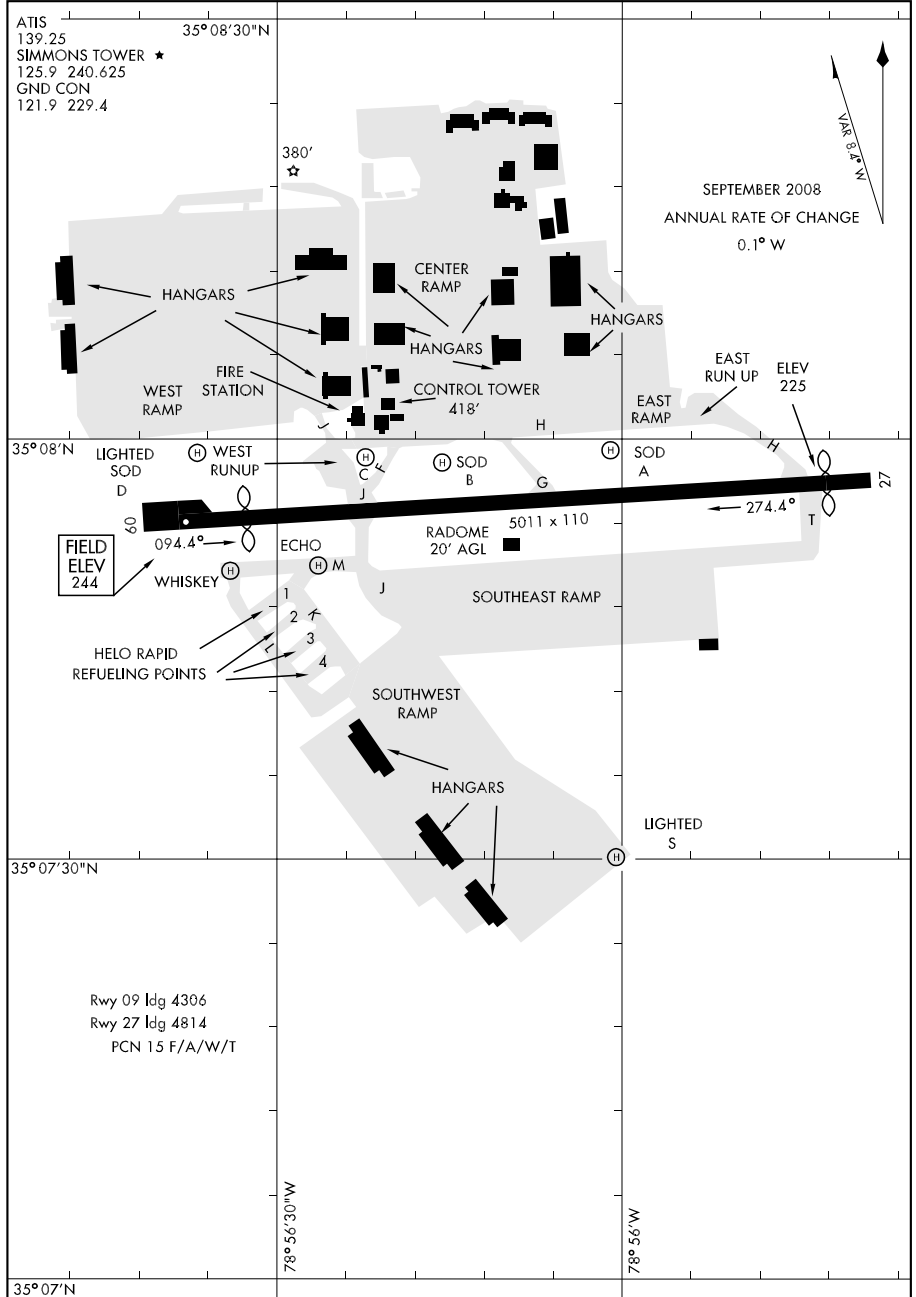 ATIS
139.25
SIMMONS TOWER ★
125.9 240.625
GND CON
121.9 229.4
35°08'30"N
380'
VAR 8.4° W
SEPTEMBER 2008
ANNUAL RATE OF CHANGE
0.1° W
HANGARS
CENTER
RAMP
HANGARS
HANGARS
WEST
RAMP
FIRE
STATION
CONTROL TOWER
418'
EAST
RAMP
EAST
RUN UP
ELEV
225
J
H
H
35°08'N
LIGHTED
SOD
D
H
WEST
RUNUP
H
C
F
J
H
SOD
B
G
H
SOD
A
09
27
5011 x 110
274.4°
T
094.4°
FIELD
ELEV
244
RADOME
20' AGL
ECHO
WHISKEY
H
H
M
J
SOUTHEAST RAMP
1
2
K
3
4
L
HELO RAPID
REFUELING POINTS
SOUTHWEST
RAMP
HANGARS
LIGHTED
S
H
35°07'30"N
Rwy 09 ldg 4306
Rwy 27 ldg 4814
PCN 15 F/A/W/T
78°56'30"W
78°56'W
35°07'N